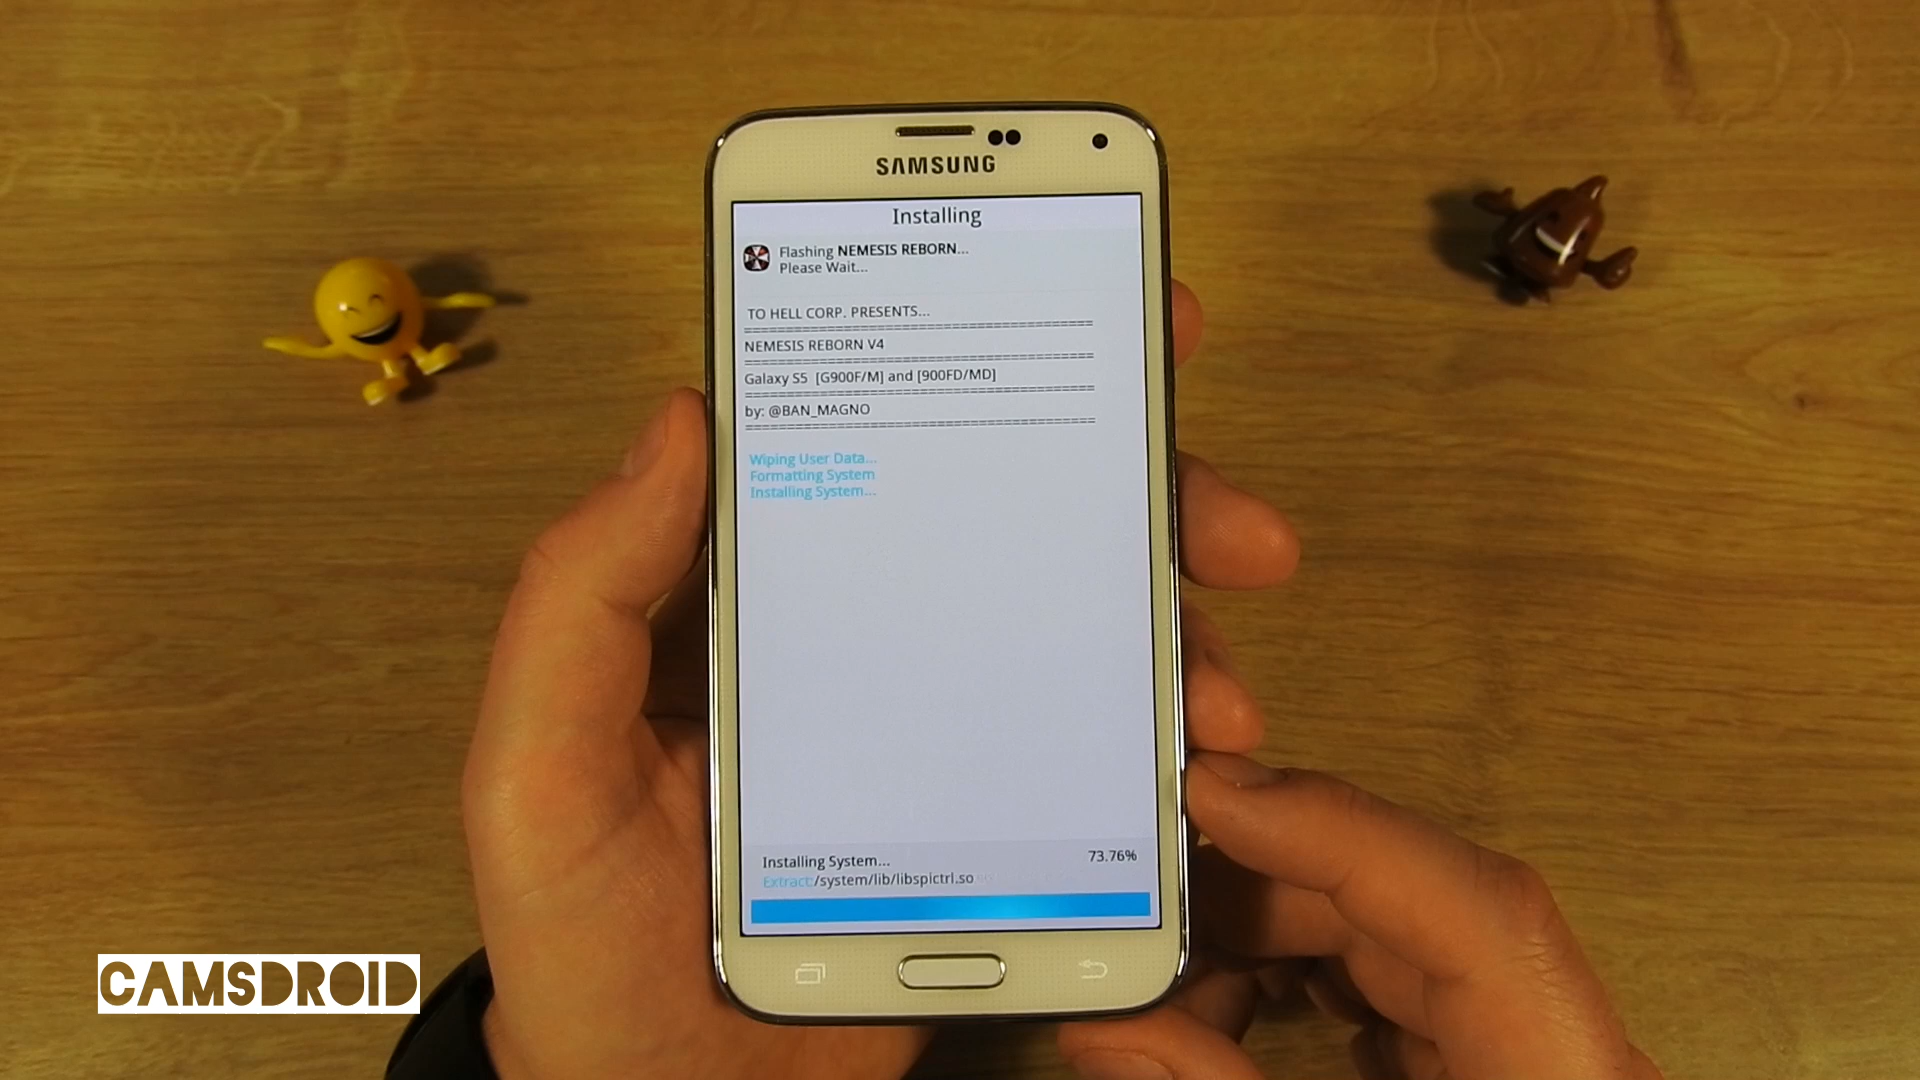 SAMSUNG
Installing
Flashing NEMESIS REBORN...
Please Wait...
TO HELL CORP. PRESENTS...
==========================================
NEMESIS REBORN V4
==========================================
Galaxy S5 [G900F/M] and [900FD/MD]
==========================================
by: @BAN_MAGNO
==========================================
Wiping User Data...
Formatting System
Installing System...
Installing System... 73.76%
Extract:/system/lib/libspictrl.so
CAMSDROID